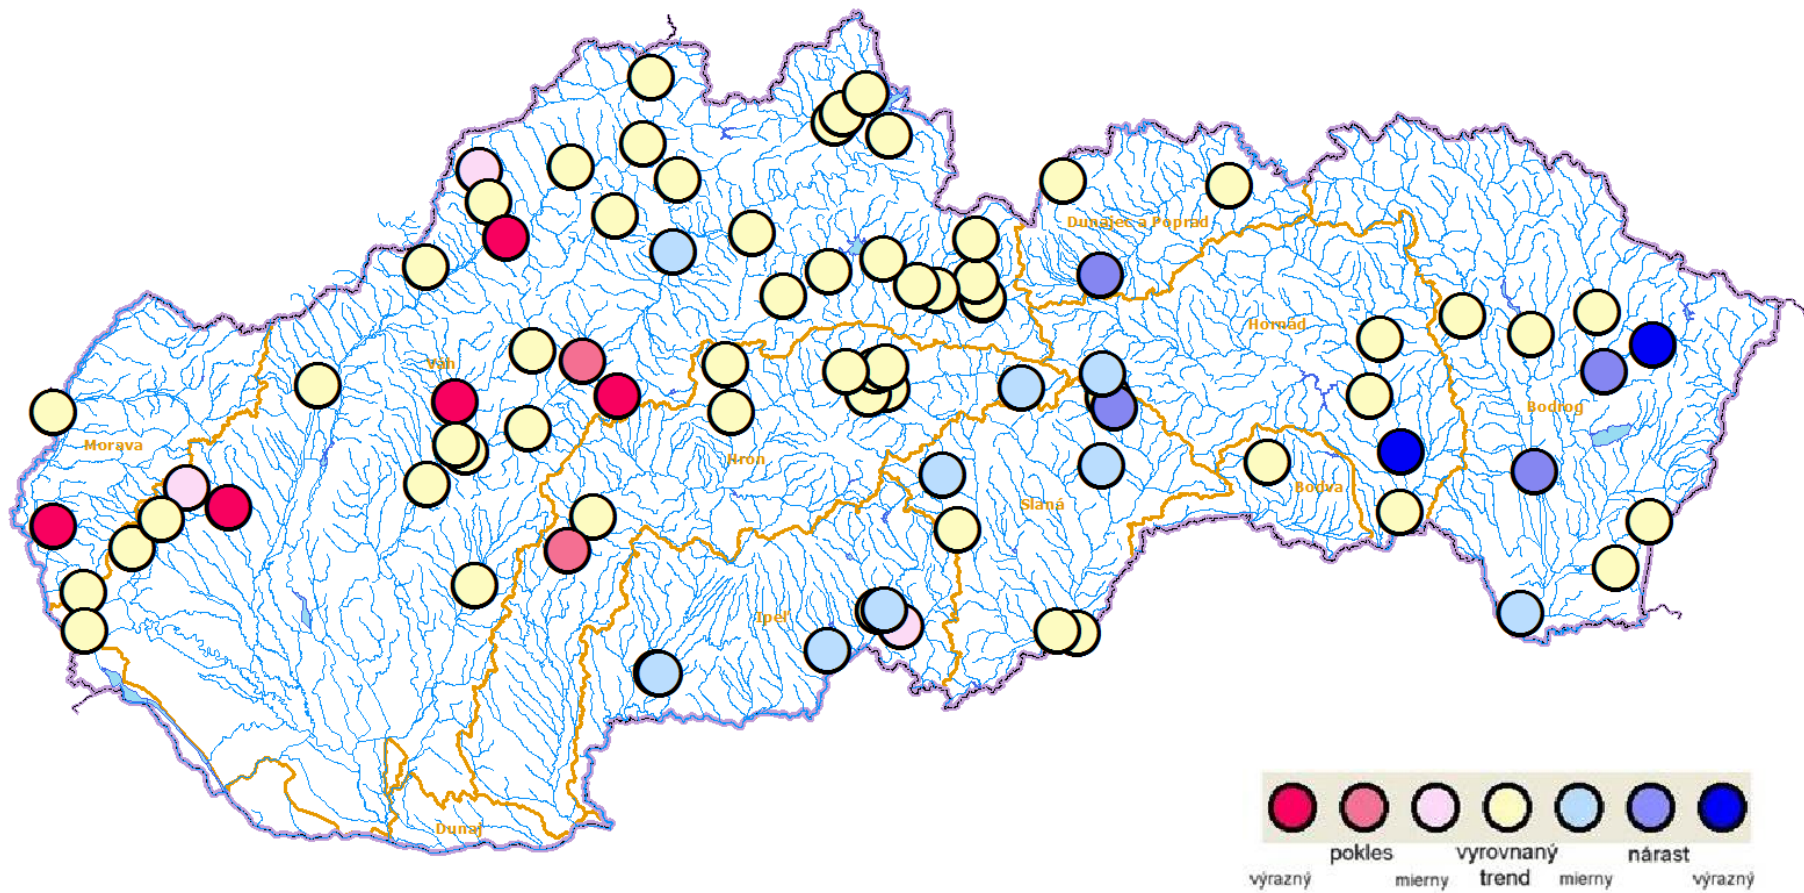 Dunajec a Poprad
Hornád
Váh
Bodrog
Morava
Hron
Slaná
Bodva
Ipeľ
Dunaj
pokles vyrovnaný nárast
výrazný mierny trend mierny výrazný